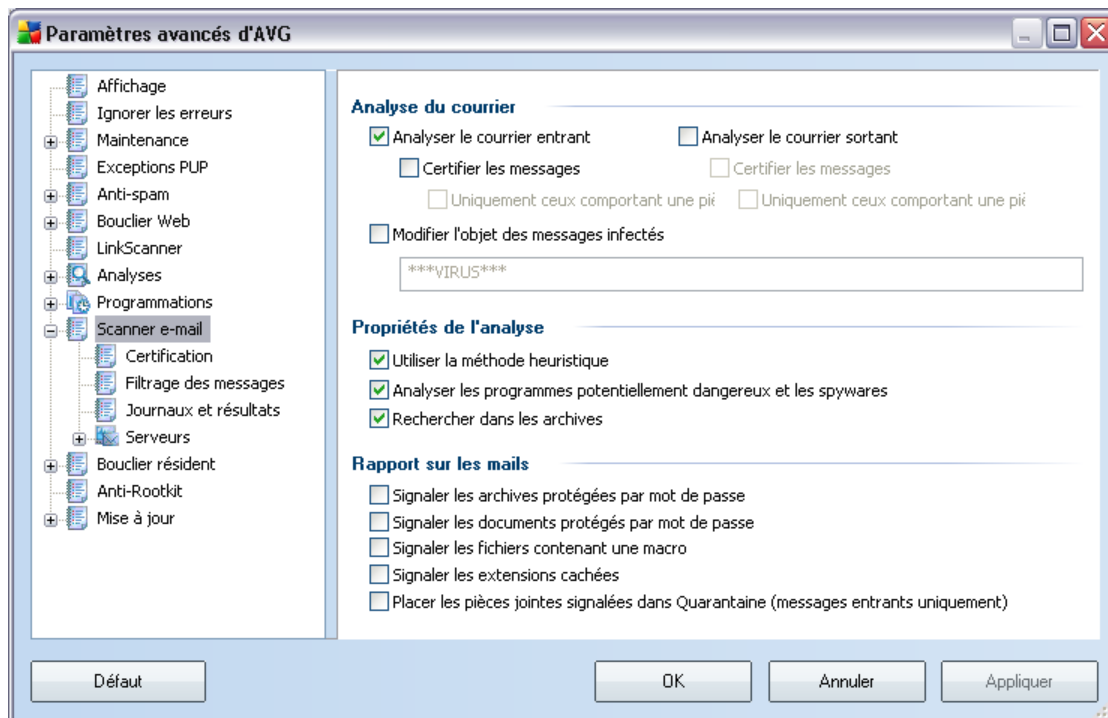 Paramètres avancés d'AVG
Affichage
Ignorer les erreurs
Maintenance
Exceptions PUP
Anti-spam
Bouclier Web
LinkScanner
Analyses
Programmations
Scanner e-mail
Certification
Filtrage des messages
Journaux et résultats
Serveurs
Bouclier résident
Anti-Rootkit
Mise à jour
Analyse du courrier
Analyser le courrier entrant Analyser le courrier sortant
Certifier les messages Certifier les messages
Uniquement ceux comportant une piè Uniquement ceux comportant une piè
Modifier l'objet des messages infectés
***VIRUS***
Propriétés de l'analyse
Utiliser la méthode heuristique
Analyser les programmes potentiellement dangereux et les spywares
Rechercher dans les archives
Rapport sur les mails
Signaler les archives protégées par mot de passe
Signaler les documents protégés par mot de passe
Signaler les fichiers contenant une macro
Signaler les extensions cachées
Placer les pièces jointes signalées dans Quarantaine (messages entrants uniquement)
Défaut OK Annuler Appliquer